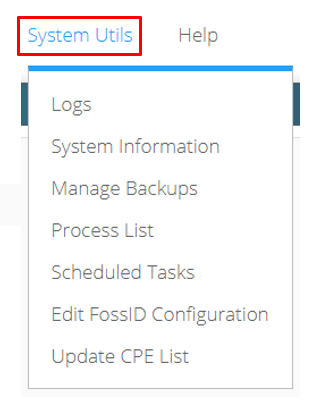 System Utils Help
Logs
System Information
Manage Backups
Process List
Scheduled Tasks
Edit FossID Configuration
Update CPE List